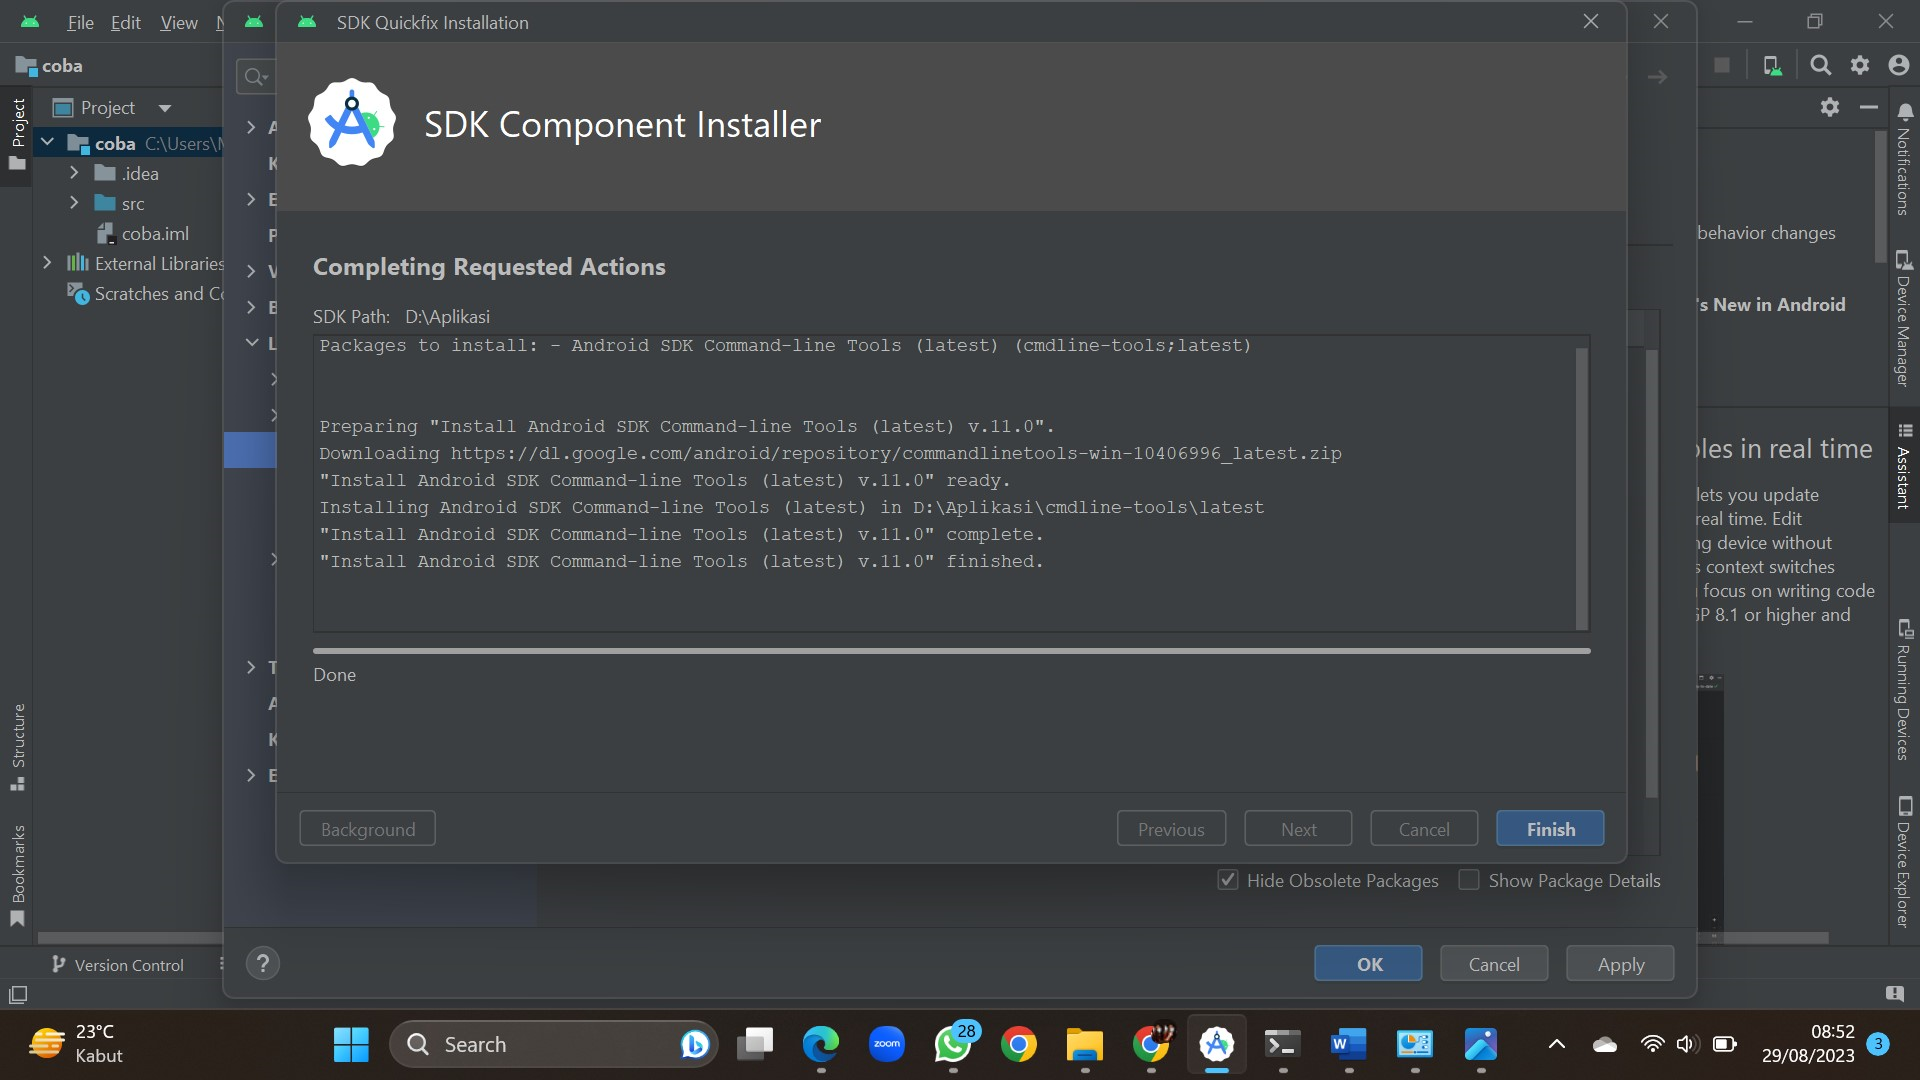 File Edit View
SDK Quickfix Installation
coba
Project
Project
coba C:\Users\
.idea
src
coba.iml
External Libraries
Scratches and
Structure
Bookmarks
SDK Component Installer
Completing Requested Actions
SDK Path: D:\Aplikasi
Packages to install: - Android SDK Command-line Tools (latest) (cmdline-tools;latest)
Preparing "Install Android SDK Command-line Tools (latest) v.11.0".
Downloading https://dl.google.com/android/repository/commandlinetools-win-10406996_latest.zip
"Install Android SDK Command-line Tools (latest) v.11.0" ready.
Installing Android SDK Command-line Tools (latest) in D:\Aplikasi\cmdline-tools\latest
"Install Android SDK Command-line Tools (latest) v.11.0" complete.
"Install Android SDK Command-line Tools (latest) v.11.0" finished.
Done
Background
Previous
Next
Cancel
Finish
Hide Obsolete Packages
Show Package Details
?
OK
Cancel
Apply
behavior changes
's New in Android
in real time
lets you update
real time. Edit
device without
context switches
focus on writing code
8.1 or higher and
Notifications
Device Manager
Assistant
Running Devices
Device Explorer
Version Control
23°C
Kabut
Search
zoom
28
W
08:52
29/08/2023
3